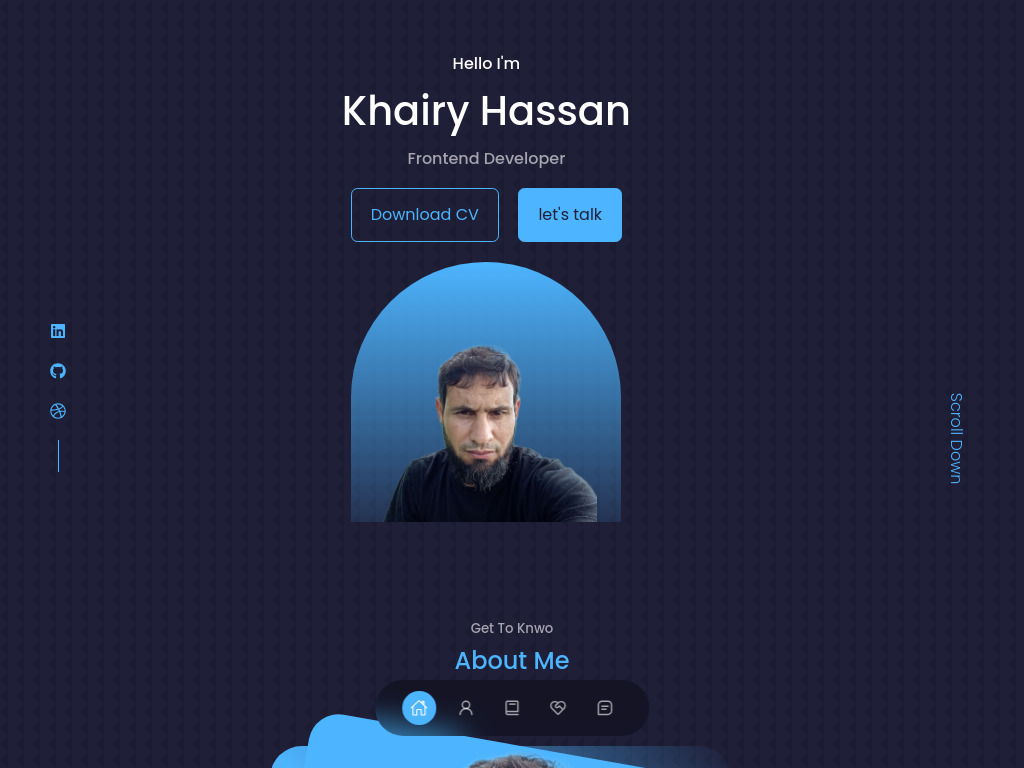 Hello I'm
Khairy Hassan
Frontend Developer
Download CV
let's talk
Scroll Down
Get To Knwo
About Me